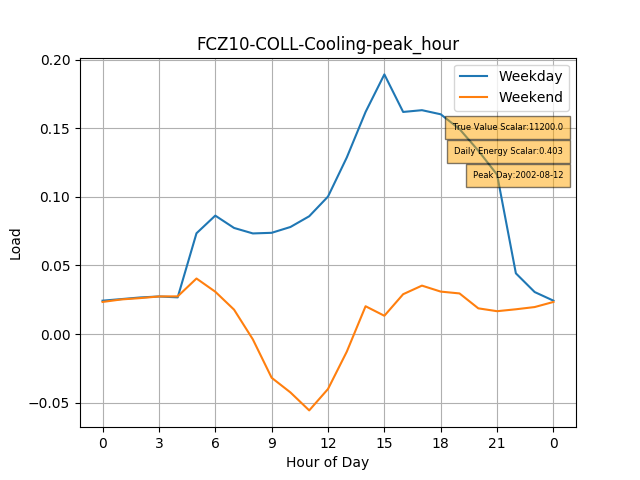 FCZ10-COLL-Cooling-peak_hour
0.20
0.15
0.10
0.05
0.00
−0.05
Load
Weekday
Weekend
True Value Scalar:11200.0
Daily Energy Scalar:0.403
Peak Day:2002-08-12
0 3 6 9 12 15 18 21 0
Hour of Day